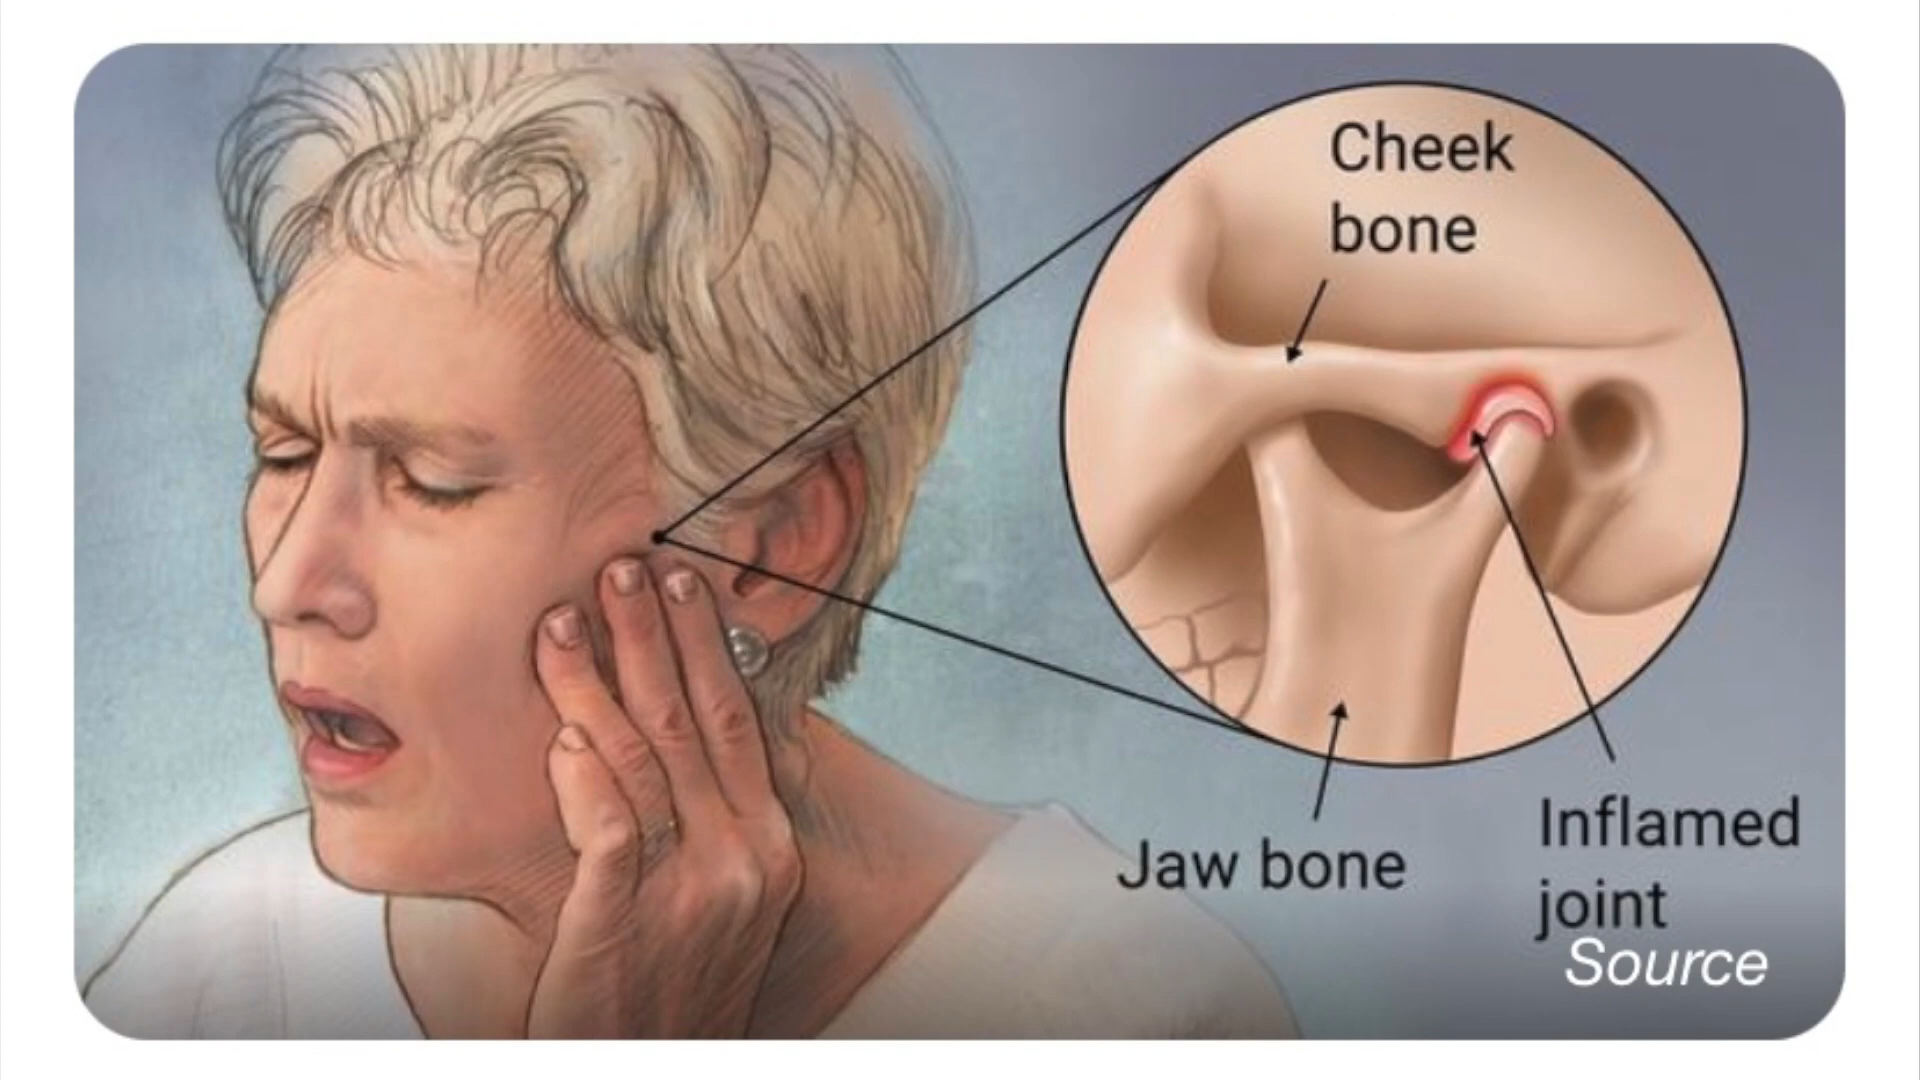 Cheek
bone
Jaw bone
Inflamed
joint
Source